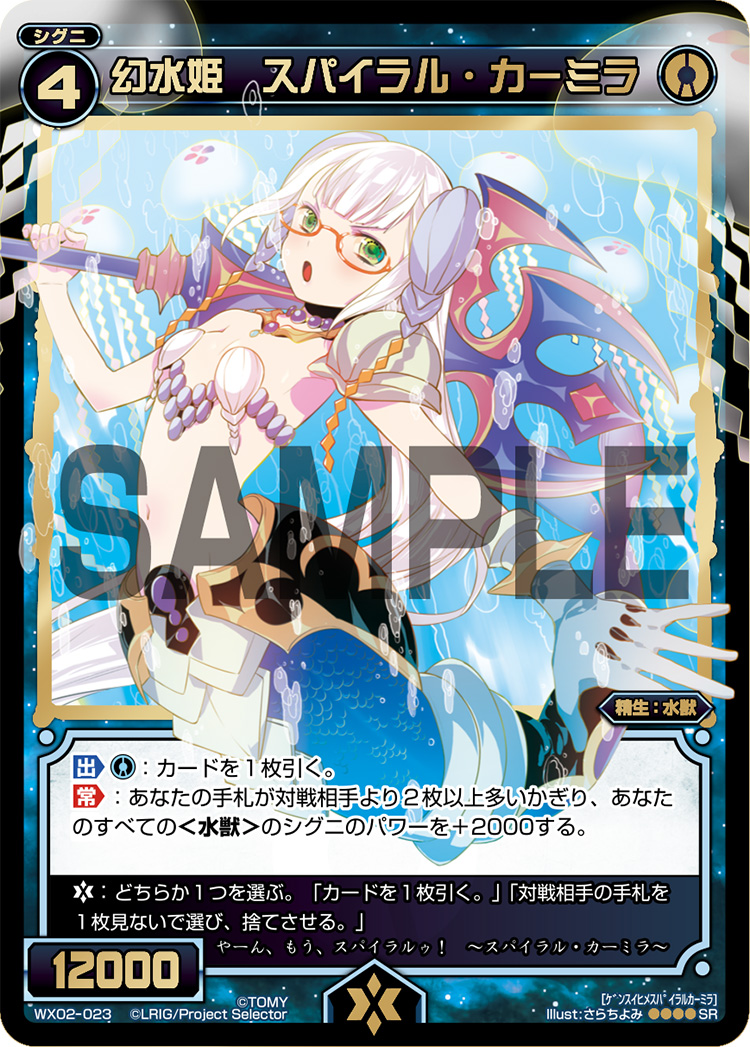 シグニ
4
幻水姫 スパイラル・カーミラ
SAMPLE
精生:水獣
出 :カードを1枚引く。
常 :あなたの手札が対戦相手より2枚以上多いかぎり、あなた
のすべての<水獣>のシグニのパワーを+2000する。
:どちらか1つを選ぶ。「カードを1枚引く。」「対戦相手の手札を
1枚見ないで選び、捨てさせる。」
やーん、もう、スパイラルゥ! ~スパイラル・カーミラ~
12000
WX02-023 ©LRIG/Project Selector
©TOMY
[ゲンスイヒメスパイラルカーミラ]
Illust:さらちよみ SR